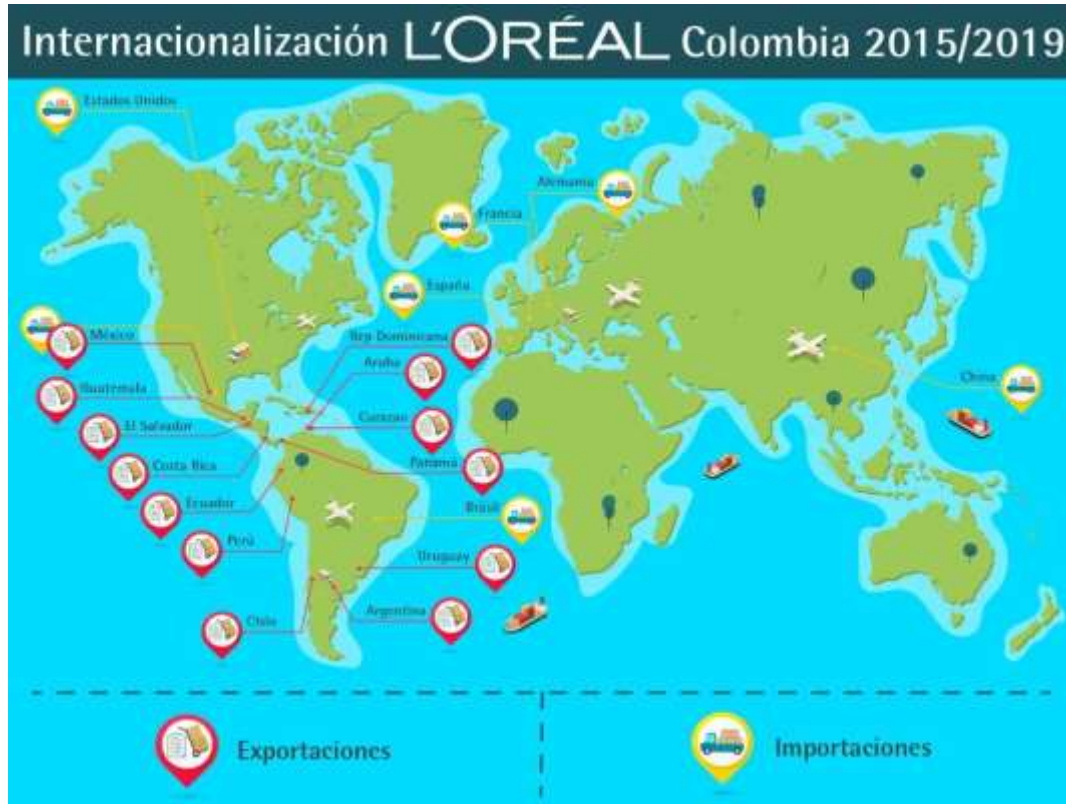 Internacionalización L'ORÉAL Colombia 2015/2019
Estados Unidos
Alemania
Francia
España
México
Rep Dominicana
Aruba
Guatemala
China
El Salvador
Curazao
Costa Rica
Panamá
Ecuador
Brasil
Perú
Uruguay
Chile
Argentina
Exportaciones
Importaciones